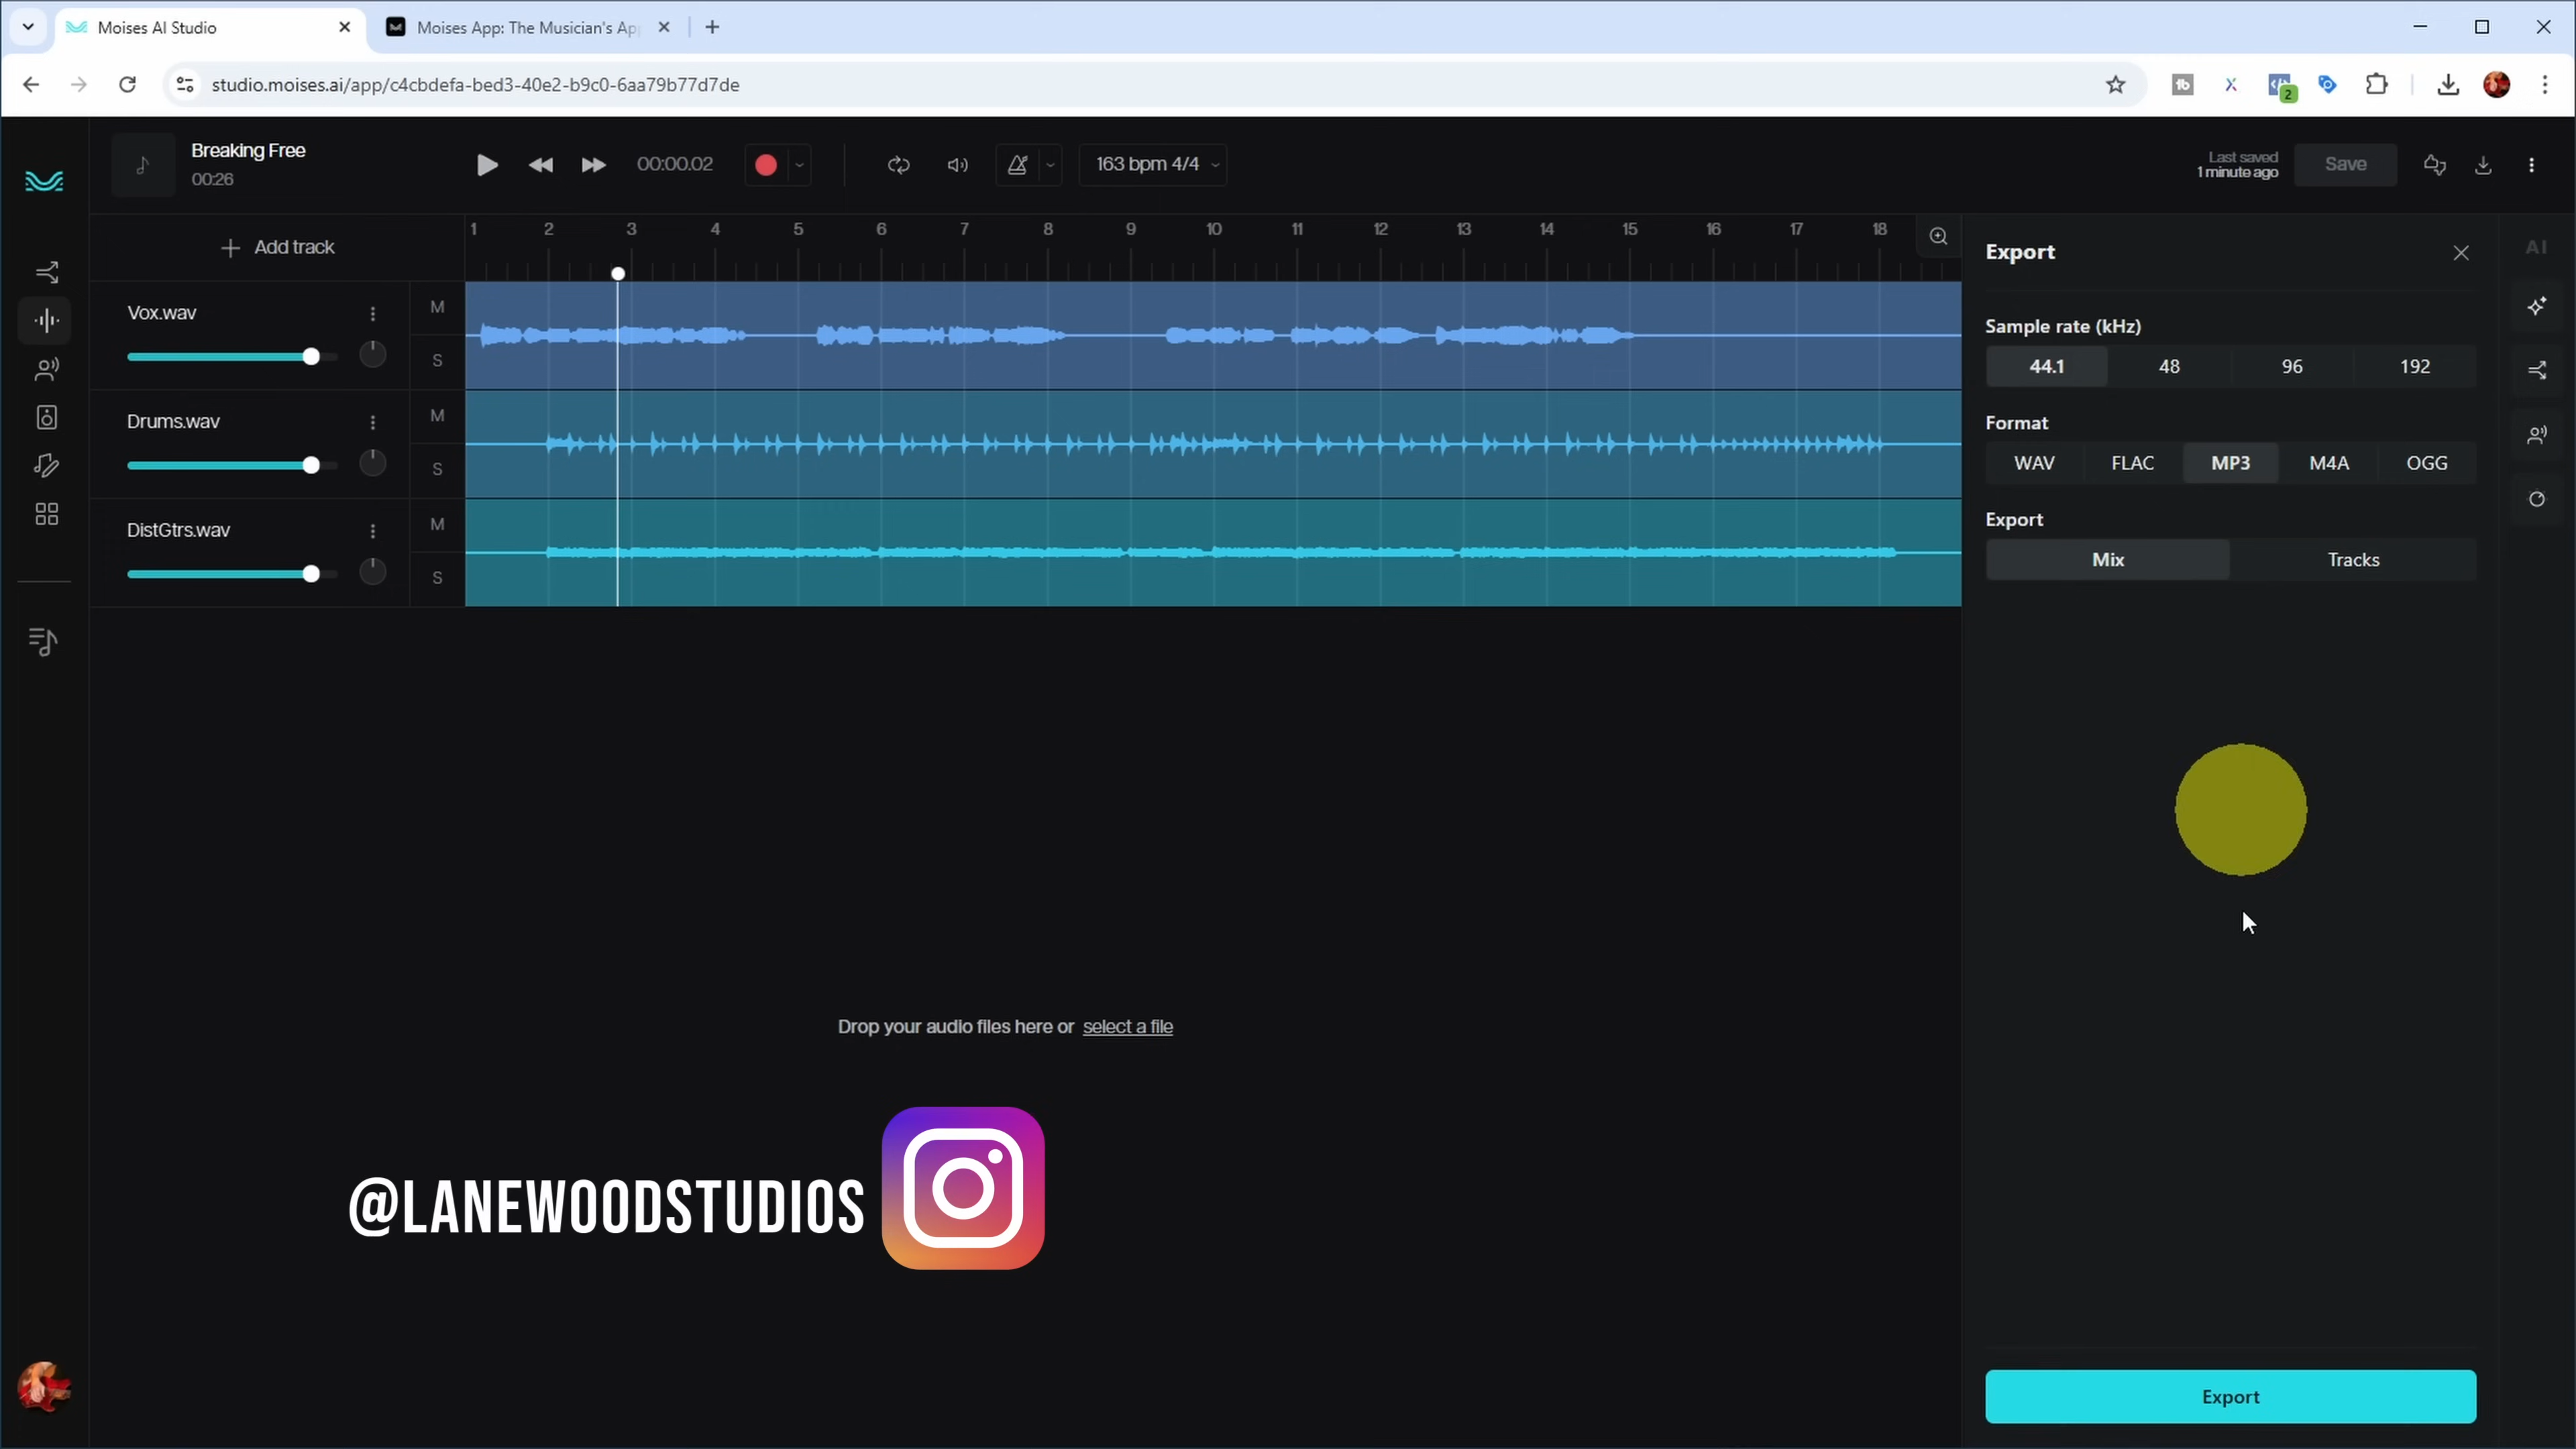 Moises AI Studio
Moises App: The Musician's Ap
studio.moises.ai/app/c4cbdefa-bed3-40e2-b9c0-6aa79b77d7de
2
Breaking Free
00:26
00:00.02
163 bpm 4/4
Last saved
1 minute ago
Save
Add track
1 2 3 4 5 6 7 8 9 10 11 12 13 14 15 16 17 18
Export
AI
Vox.wav
M
S
Drums.wav
M
S
DistGtrs.wav
M
S
Sample rate (kHz)
44.1 48 96 192
Format
WAV FLAC MP3 M4A OGG
Export
Mix Tracks
Drop your audio files here or select a file
@LANEWOODSTUDIOS
Export